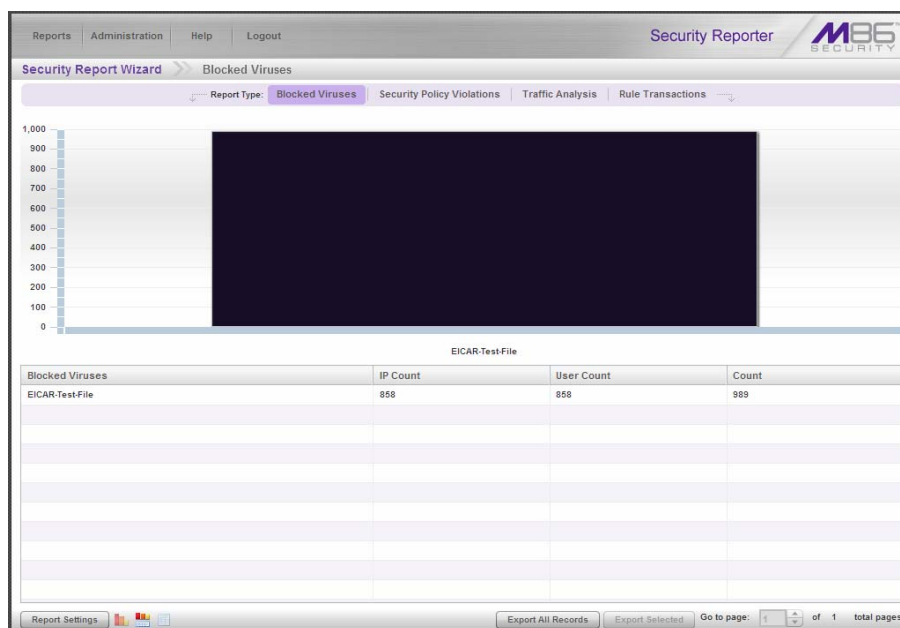 Reports Administration Help Logout Security Reporter M86 SECURITY
Security Report Wizard Blocked Viruses
Report Type: Blocked Viruses Security Policy Violations Traffic Analysis Rule Transactions
1,000
900
800
700
600
500
400
300
200
100
0
EICAR-Test-File
Blocked Viruses IP Count User Count Count
EICAR-Test-File 858 858 989
Report Settings Export All Records Export Selected Go to page: 1 of 1 total pages